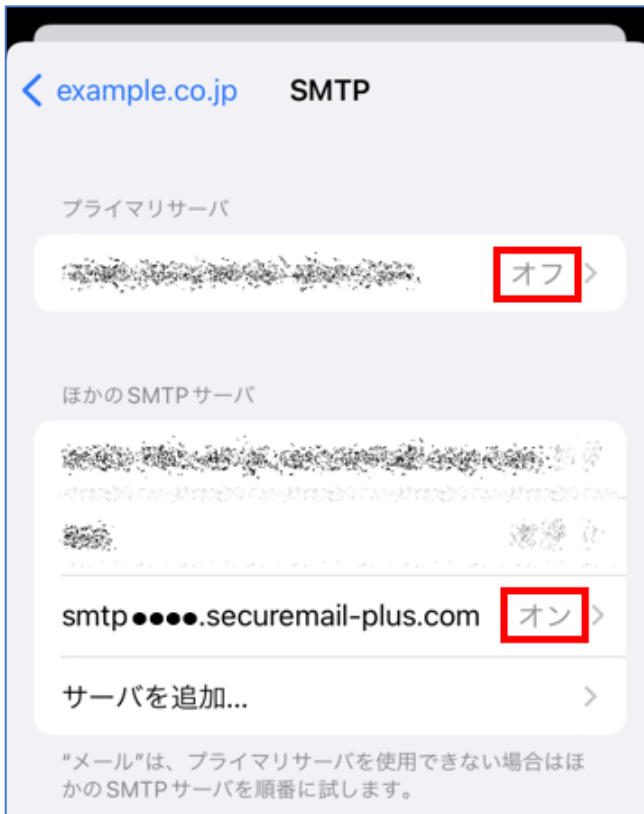 example.co.jp SMTP
プライマリサーバ
オフ
ほかのSMTPサーバ
smtp●●●●.securemail-plus.com オン
サーバを追加...
“メール”は、プライマリサーバを使用できない場合はほ
かのSMTPサーバを順番に試します。